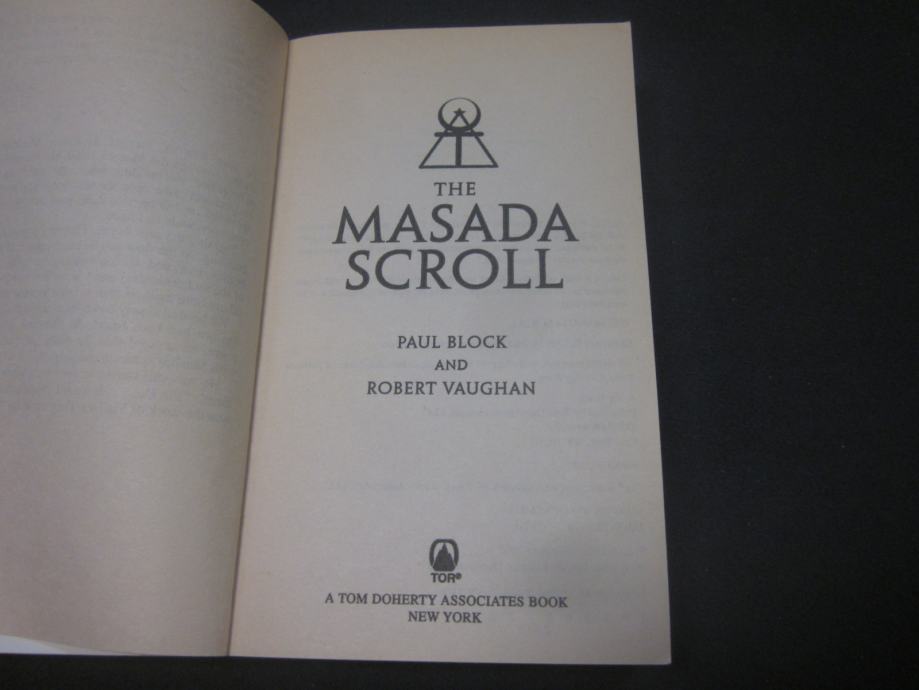 THE
MASADA
SCROLL
PAUL BLOCK
AND
ROBERT VAUGHAN
TOR®
A TOM DOHERTY ASSOCIATES BOOK
NEW YORK